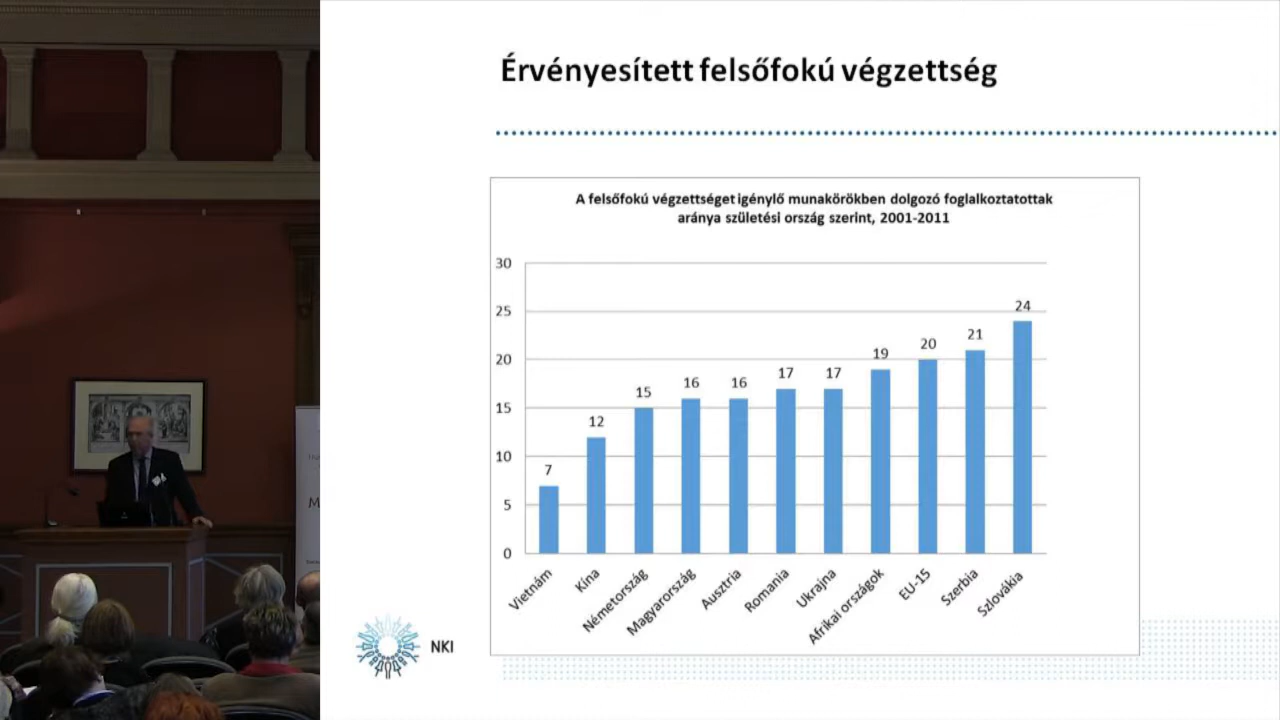 Érvényesített felsőfokú végzettség
A felsőfokú végzettséget igénylő munakörökben dolgozó foglalkoztatottak
aránya születési ország szerint, 2001-2011
30
25
20
15
10
5
0
7
12
15
16
16
17
17
19
20
21
24
Vietnám
Kína
Németország
Magyarország
Ausztria
Romania
Ukrajna
Afrikai országok
EU-15
Szerbia
Szlovákia
NKI